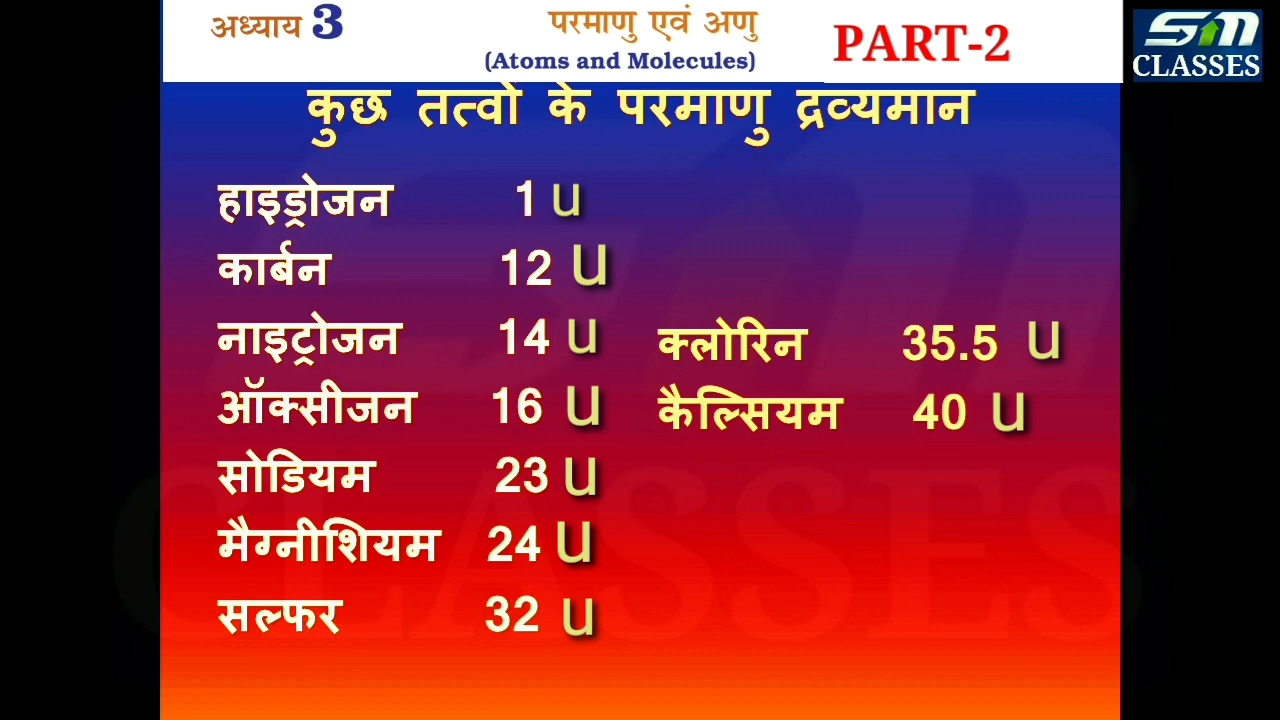 अध्याय 3
परमाणु एवं अणु
(Atoms and Molecules)
PART-2
SM
CLASSES
कुछ तत्वों के परमाणु द्रव्यमान
हाइड्रोजन 1 u
कार्बन 12 u
नाइट्रोजन 14 u
ऑक्सीजन 16 u
सोडियम 23 u
मैग्नीशियम 24 u
सल्फर 32 u
क्लोरिन 35.5 u
कैल्सियम 40 u